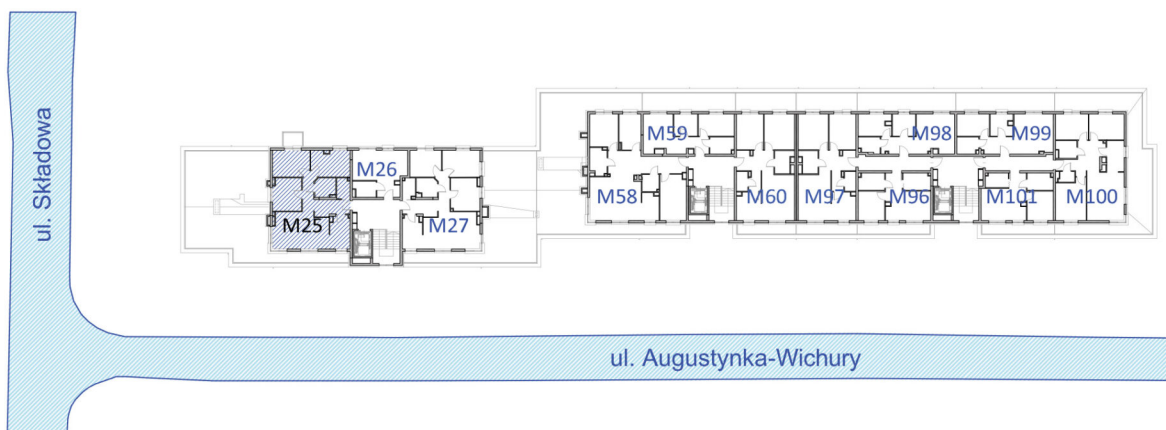 ul. Składowa
M25
M26
M27
M58
M59
M60
M97
M98
M96
M99
M101
M100
ul. Augustynka-Wichury